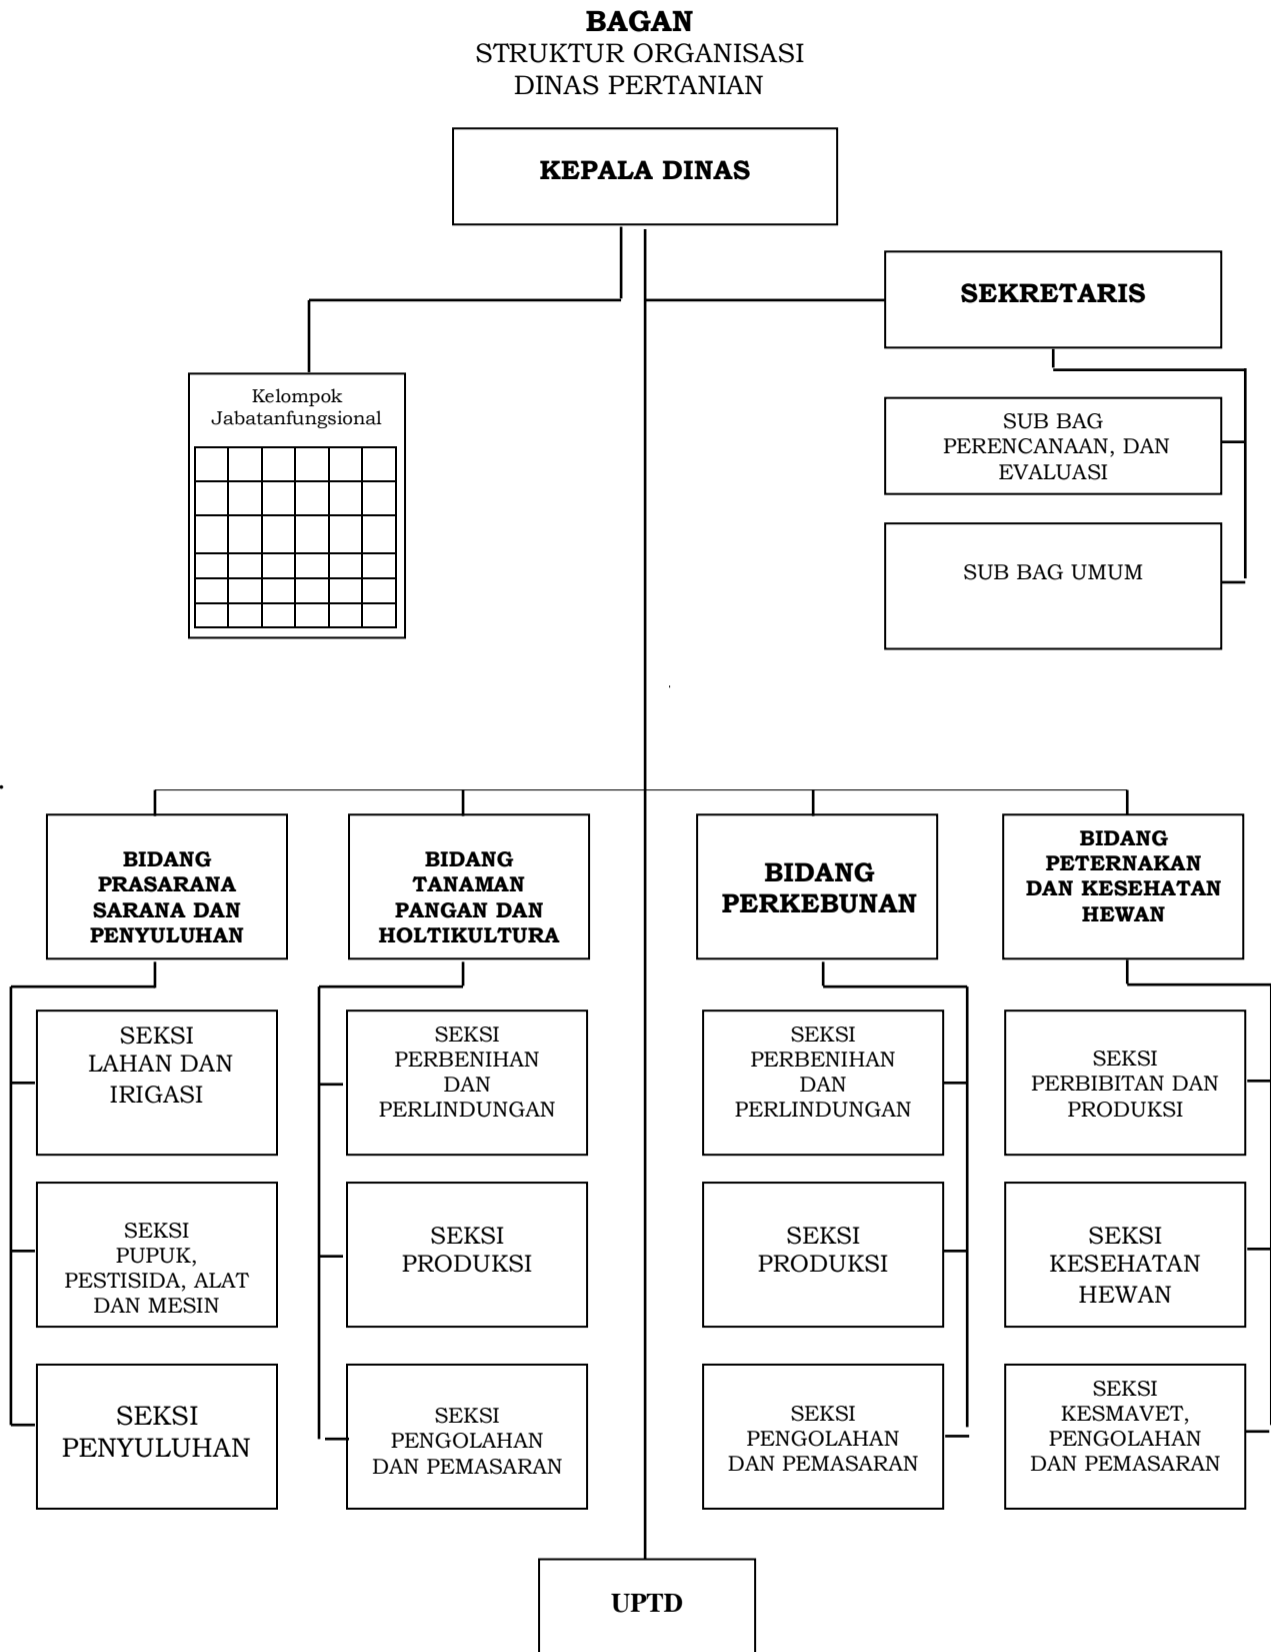 BAGAN
STRUKTUR ORGANISASI
DINAS PERTANIAN
KEPALA DINAS
SEKRETARIS
Kelompok
Jabatanfungsional
SUB BAG
PERENCANAAN, DAN
EVALUASI
SUB BAG UMUM
BIDANG
PRASARANA
SARANA DAN
PENYULUHAN
BIDANG
TANAMAN
PANGAN DAN
HOLTIKULTURA
BIDANG
PERKEBUNAN
BIDANG
PETERNAKAN
DAN KESEHATAN
HEWAN
SEKSI
LAHAN DAN
IRIGASI
SEKSI
PERBENIHAN
DAN
PERLINDUNGAN
SEKSI
PERBENIHAN
DAN
PERLINDUNGAN
SEKSI
PERBIBITAN DAN
PRODUKSI
SEKSI
PUPUK,
PESTISIDA, ALAT
DAN MESIN
SEKSI
PRODUKSI
SEKSI
PRODUKSI
SEKSI
KESEHATAN
HEWAN
SEKSI
PENYULUHAN
SEKSI
PENGOLAHAN
DAN PEMASARAN
SEKSI
PENGOLAHAN
DAN PEMASARAN
SEKSI
KESMAVET,
PENGOLAHAN
DAN PEMASARAN
UPTD